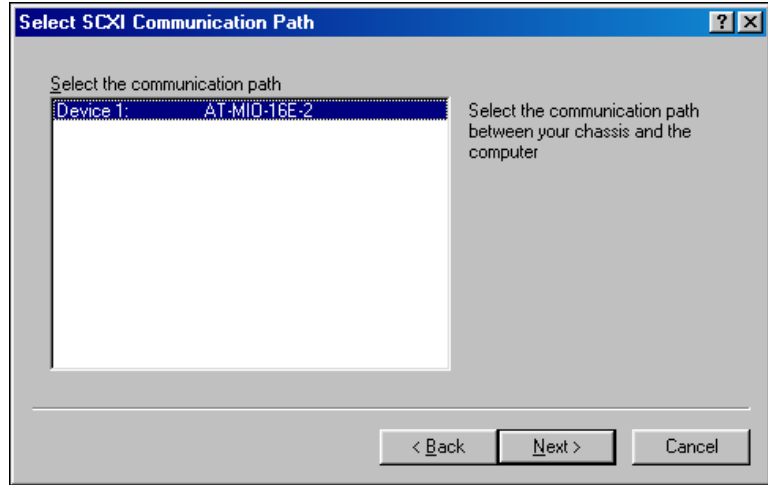 Select SCXI Communication Path
Select the communication path
Device 1: AT-MIO-16E-2
Select the communication path
between your chassis and the
computer
< Back
Next >
Cancel